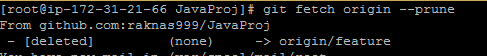 [root@ip-172-31-21-66 JavaProj]# git fetch origin --prune
From github.com:raknas999/JavaProj
 - [deleted]         (none)     -> origin/feature